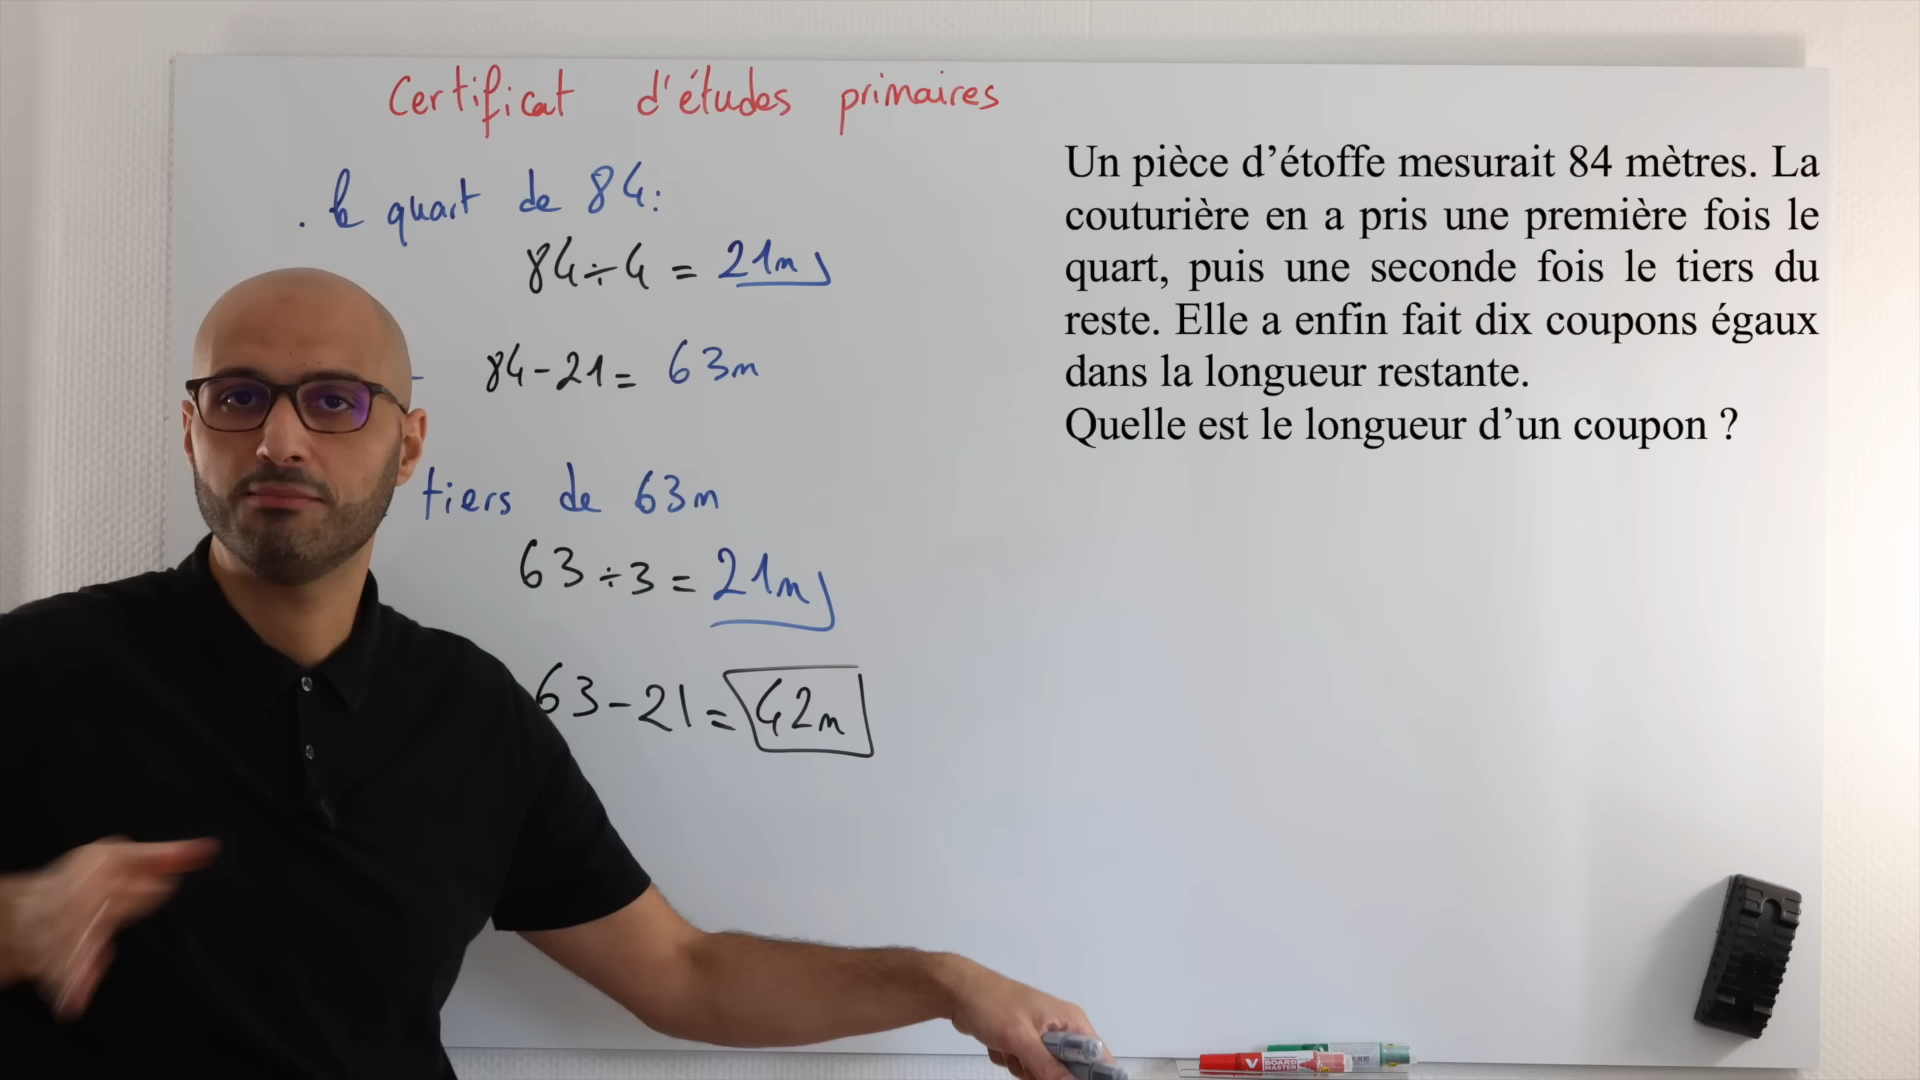 Certificat d'études primaires
. le quart de 84:
84÷4 = 21m
- 84-21= 63m
tiers de 63m
63÷3 = 21m
63-21= 42m
Un pièce d’étoffe mesurait 84 mètres. La
couturière en a pris une première fois le
quart, puis une seconde fois le tiers du
reste. Elle a enfin fait dix coupons égaux
dans la longueur restante.
Quelle est le longueur d’un coupon ?
V BOARD MASTER